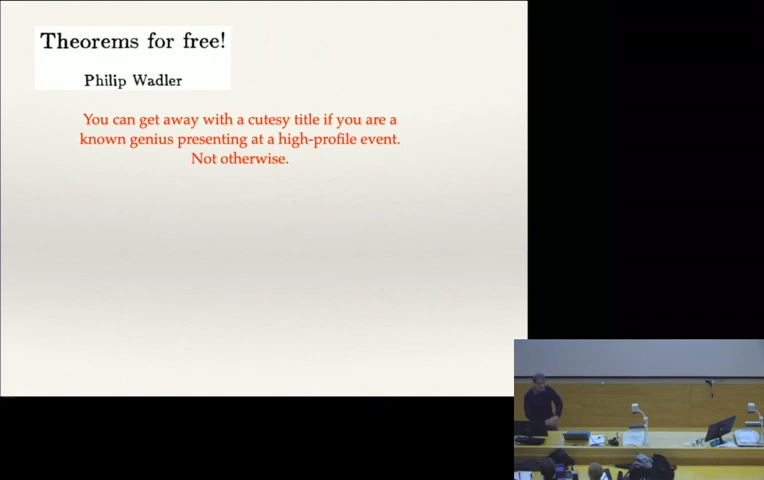 Theorems for free!
Philip Wadler
You can get away with a cutesy title if you are a
known genius presenting at a high-profile event.
Not otherwise.